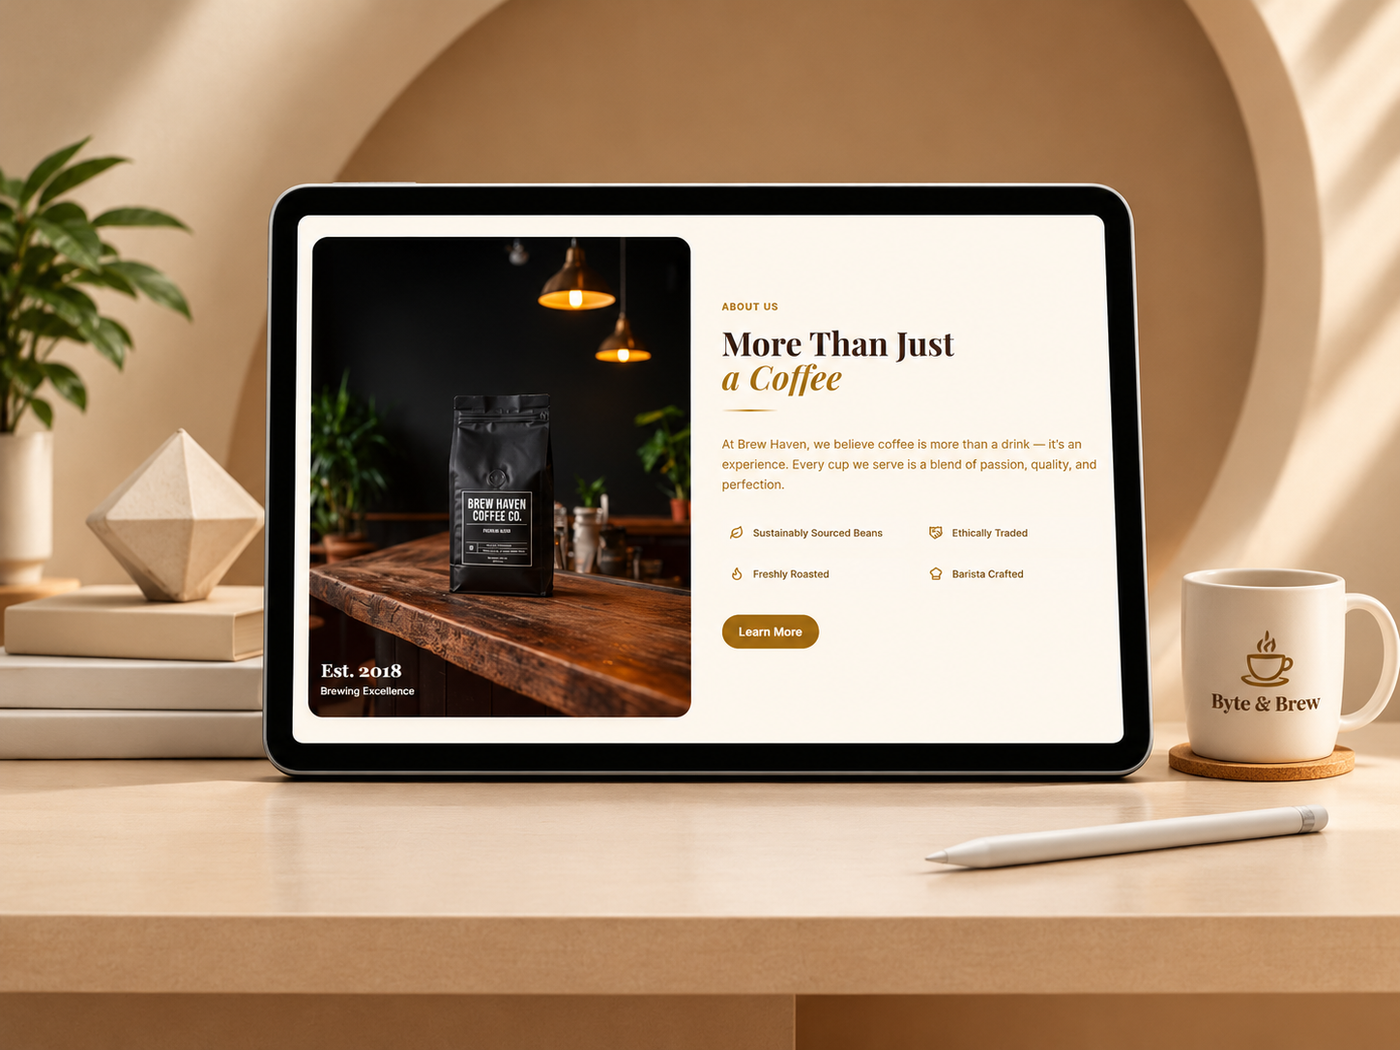 BREW HAVEN
COFFEE CO.
PREMIUM BLEND
Est. 2018
Brewing Excellence
ABOUT US
More Than Just
a Coffee
At Brew Haven, we believe coffee is more than a drink — it's an
experience. Every cup we serve is a blend of passion, quality, and
perfection.
Sustainably Sourced Beans
Ethically Traded
Freshly Roasted
Barista Crafted
Learn More
Byte & Brew